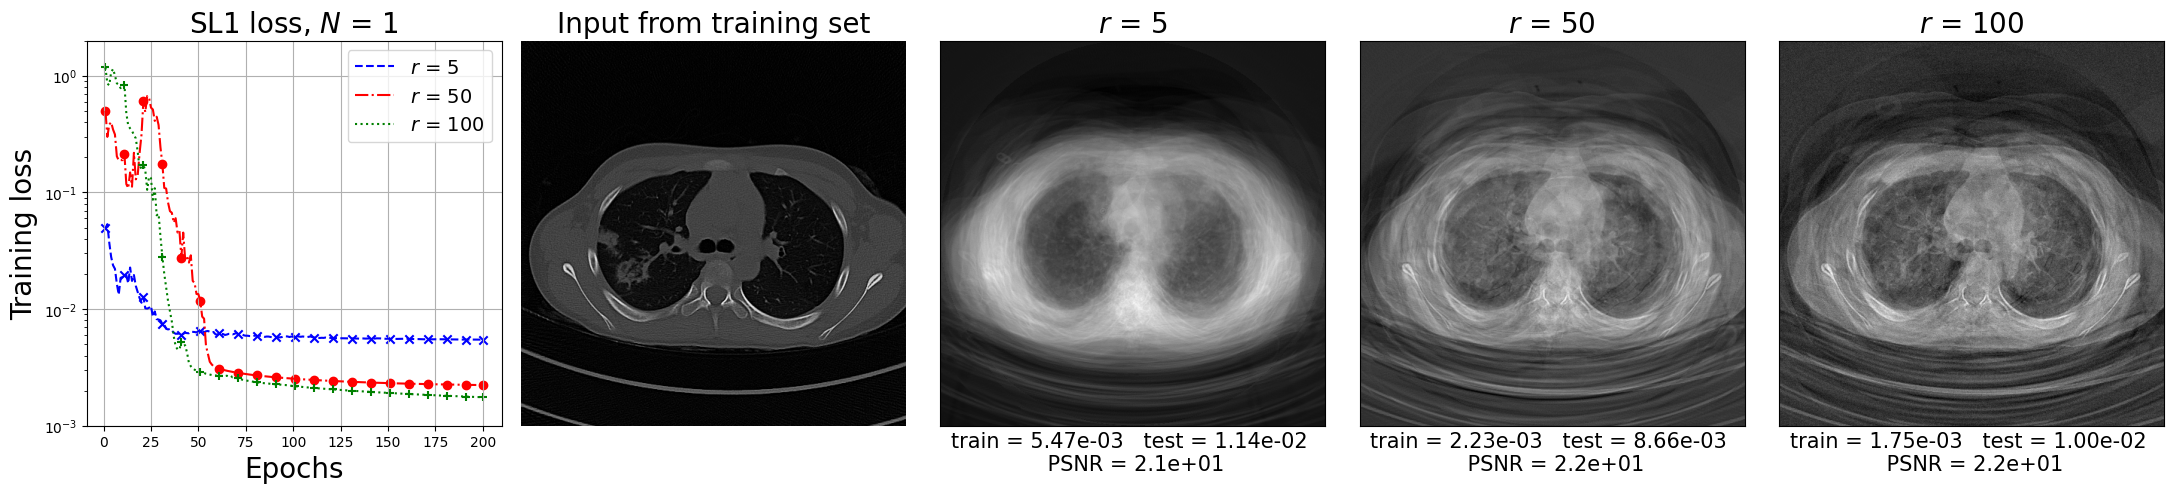 SL1 loss, N = 1
r = 5
r = 50
r = 100
Training loss
10⁰
10⁻¹
10⁻²
10⁻³
0 25 50 75 100 125 150 175 200
Epochs
Input from training set
r = 5
train = 5.47e-03 test = 1.14e-02
PSNR = 2.1e+01
r = 50
train = 2.23e-03 test = 8.66e-03
PSNR = 2.2e+01
r = 100
train = 1.75e-03 test = 1.00e-02
PSNR = 2.2e+01